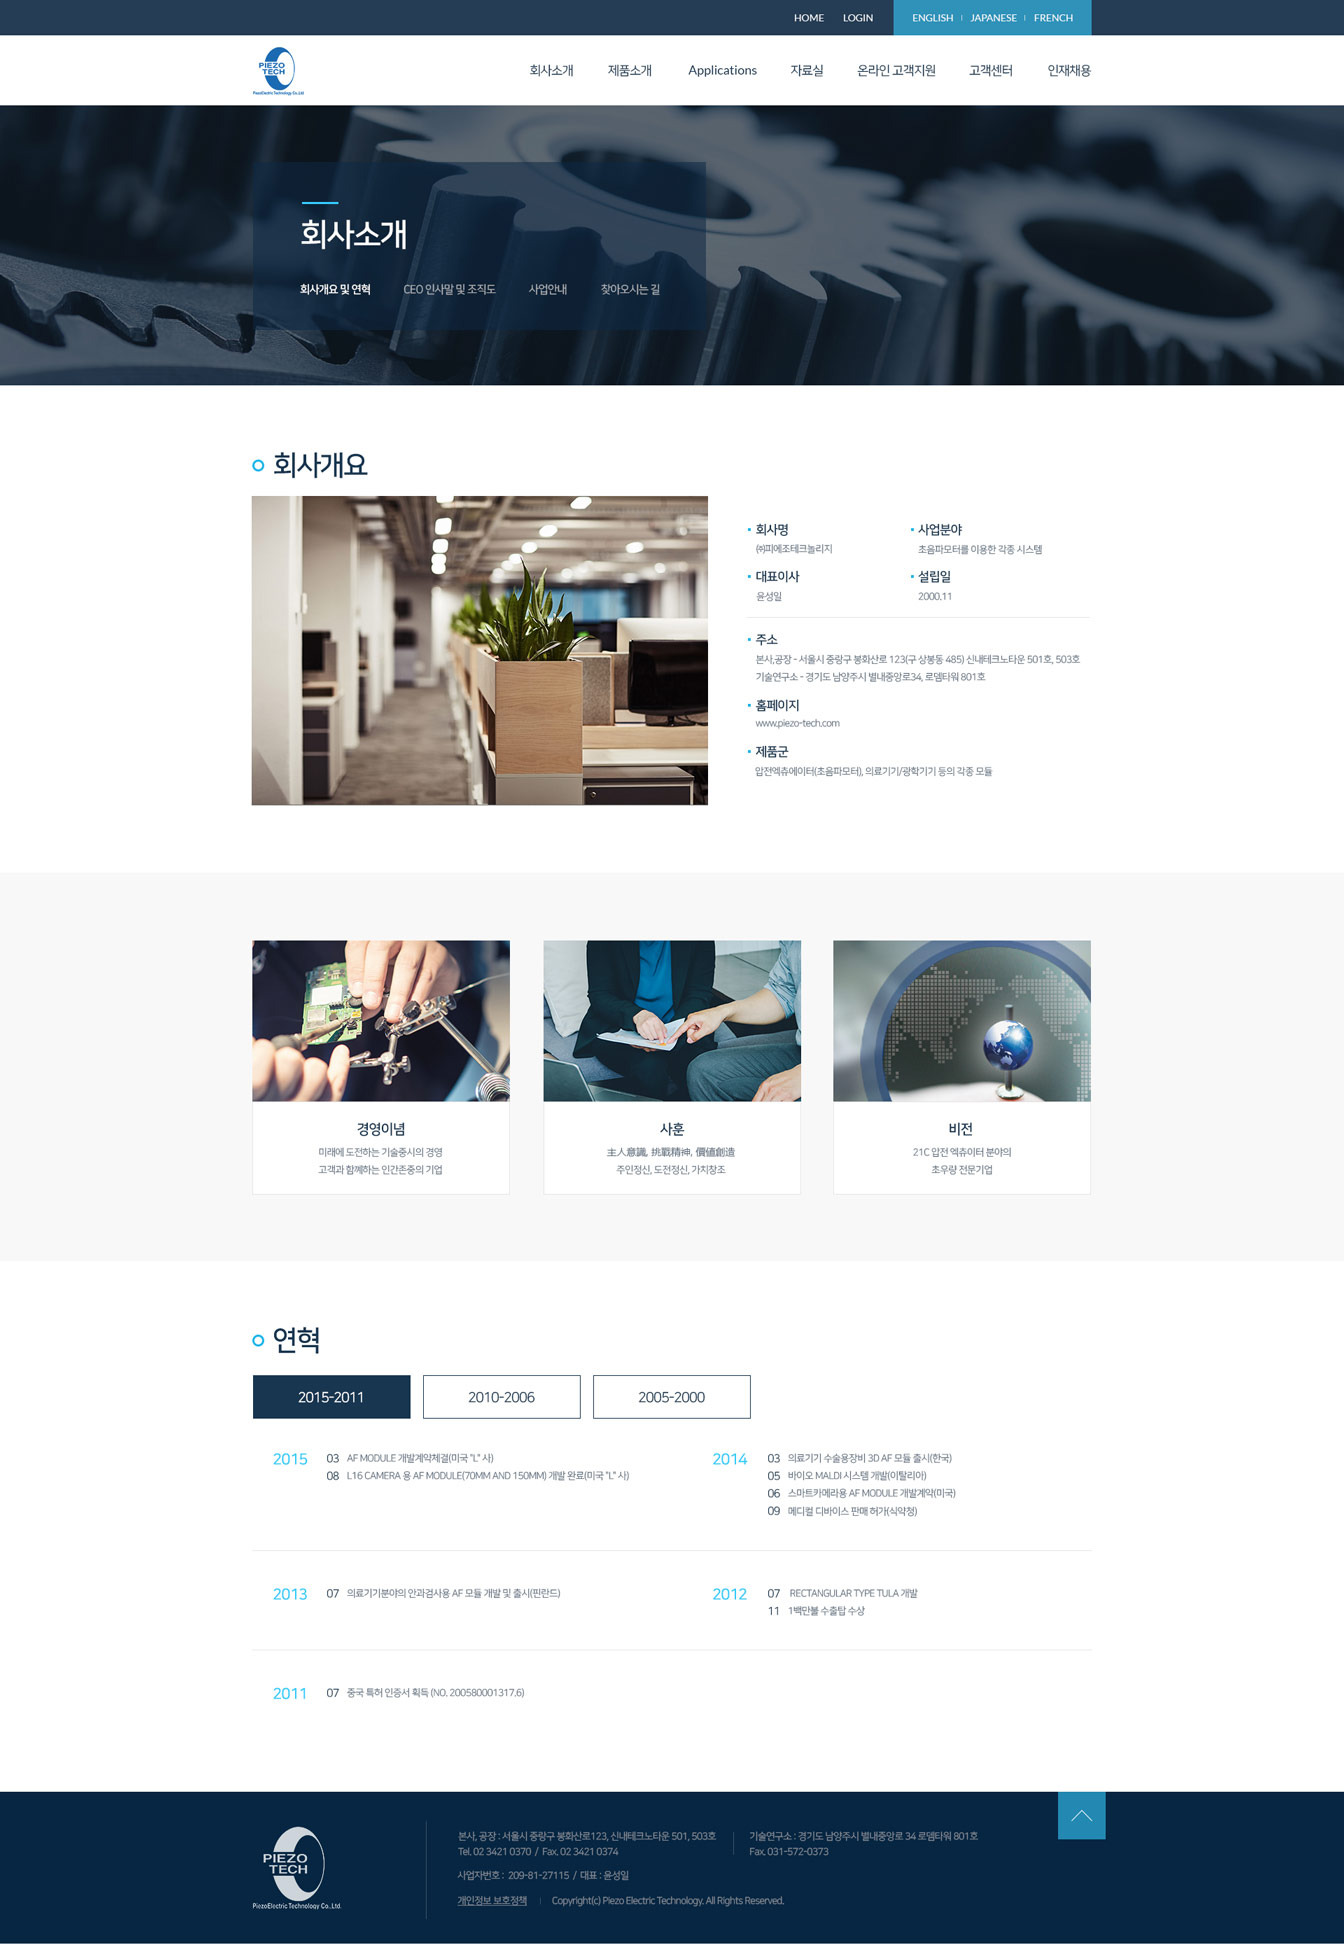 HOME LOGIN ENGLISH JAPANESE FRENCH
PIEZO
TECH
PiezoElectric Technology Co.,Ltd.
회사소개 제품소개 Applications 자료실 온라인 고객지원 고객센터 인재채용
회사소개
회사개요 및 연혁 CEO 인사말 및 조직도 사업안내 찾아오시는 길
회사개요
회사명
㈜피에조테크놀리지
사업분야
초음파모터를 이용한 각종 시스템
대표이사
윤성일
설립일
2000.11
주소
본사,공장 - 서울시 중랑구 봉화산로 123(구 상봉동 485) 신내테크노타운 501호, 503호
기술연구소 - 경기도 남양주시 별내중앙로34, 로뎀타워 801호
홈페이지
www.piezo-tech.com
제품군
압전엑츄에이터(초음파모터), 의료기기/광학기기 등의 각종 모듈
경영이념
미래에 도전하는 기술중시의 경영
고객과 함께하는 인간존중의 기업
사훈
主人意識, 挑戰精神, 價値創造
주인정신, 도전정신, 가치창조
비전
21C 압전 엑츄이터 분야의
초우량 전문기업
연혁
2015-2011 2010-2006 2005-2000
2015
03 AF MODULE 개발계약체결(미국 "L" 사)
08 L16 CAMERA 용 AF MODULE(70MM AND 150MM) 개발 완료(미국 "L" 사)
2014
03 의료기기 수술용장비 3D AF 모듈 출시(한국)
05 바이오 MALDI 시스템 개발(이탈리아)
06 스마트카메라용 AF MODULE 개발계약(미국)
09 메디컬 디바이스 판매 허가(식약청)
2013
07 의료기기분야의 안과검사용 AF 모듈 개발 및 출시(핀란드)
2012
07 RECTANGULAR TYPE TULA 개발
11 1백만불 수출탑 수상
2011
07 중국 특허 인증서 획득 (NO. 200580001317.6)
PIEZO
TECH
PiezoElectric Technology Co.,Ltd.
본사, 공장 : 서울시 중랑구 봉화산로123, 신내테크노타운 501, 503호
Tel. 02 3421 0370 / Fax. 02 3421 0374
기술연구소 : 경기도 남양주시 별내중앙로 34 로뎀타워 801호
Fax. 031-572-0373
사업자번호 : 209-81-27115 / 대표 : 윤성일
개인정보 보호정책 Copyright(c) Piezo Electric Technology. All Rights Reserved.